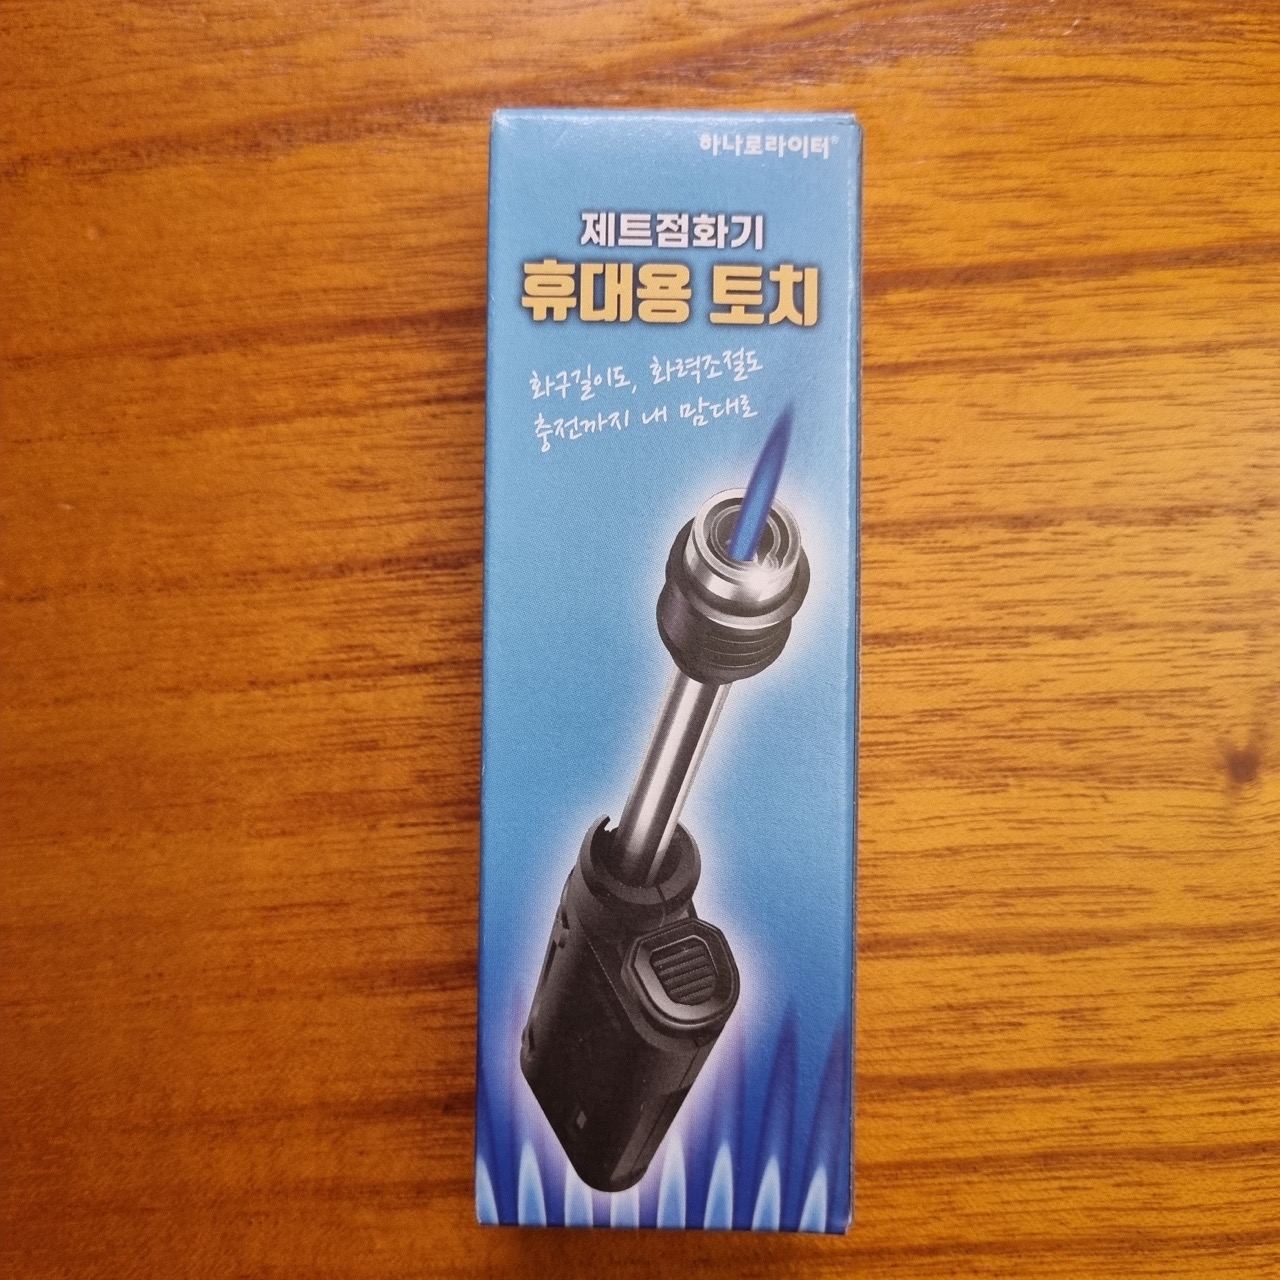 하나로라이터®
제트점화기
휴대용 토치
화구길이도, 화력조절도
충전까지 내 맘대로